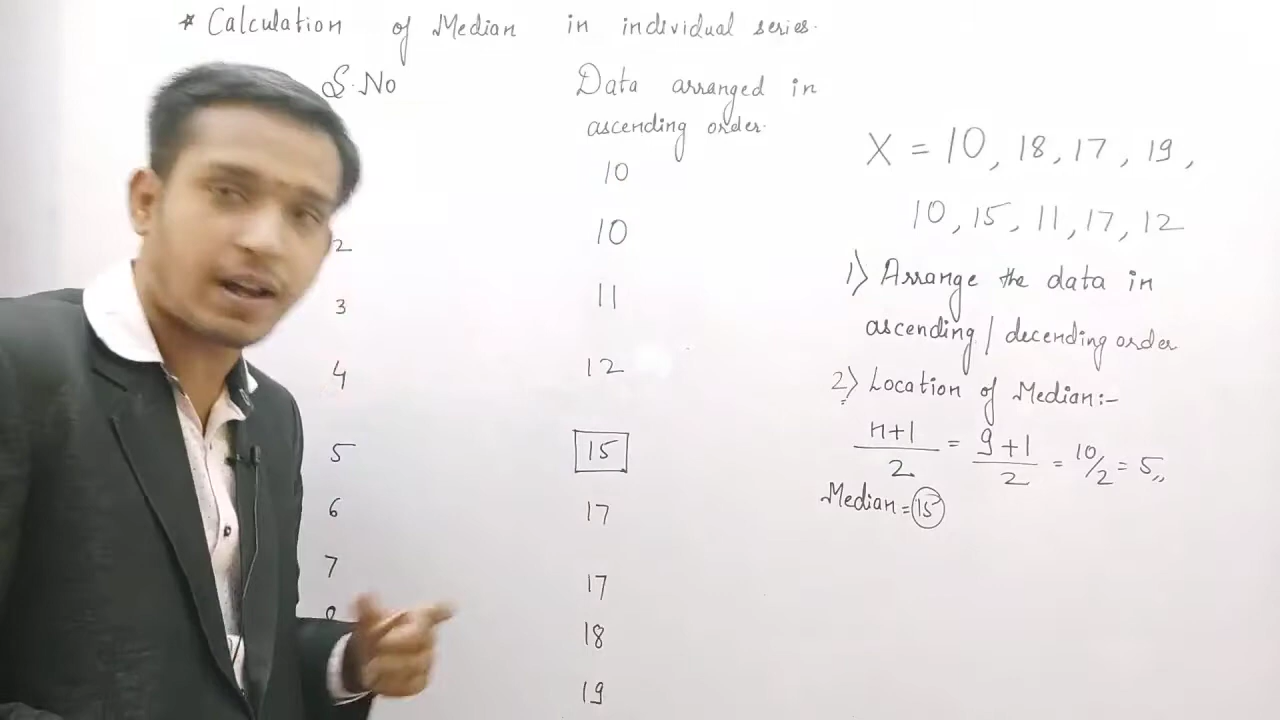 * Calculation of Median in individual series.
S.No
Data arranged in
ascending order.
10
2 10
3 11
4 12
5 15
6 17
7 17
8 18
19
X = 10, 18, 17, 19,
10, 15, 11, 17, 12
1) Arrange the data in
ascending / decending order
2) Location of Median:-
n+1/2 = 9+1/2 = 10/2 = 5,,
Median = 15